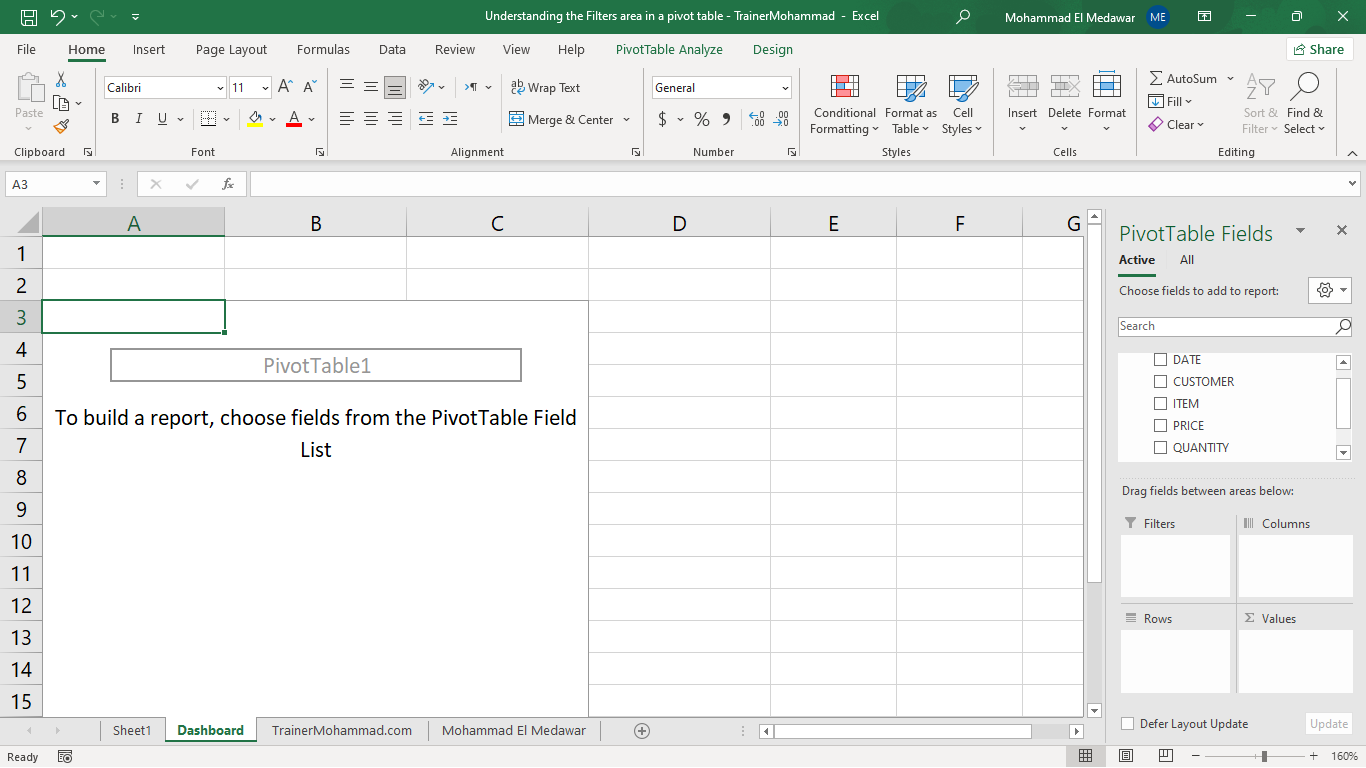 Understanding the Filters area in a pivot table - TrainerMohammad - Excel
Mohammad El Medawar ME
File Home Insert Page Layout Formulas Data Review View Help PivotTable Analyze Design Share
Paste
Clipboard
Calibri 11
B I U A
Font
Wrap Text
Merge & Center
Alignment
General
$ % 9
Number
Conditional Formatting
Format as Table
Cell Styles
Styles
Insert Delete Format
Cells
AutoSum
Fill
Clear
Sort & Filter
Find & Select
Editing
A3
fx
A B C D E F G
1
2
3
4
5
6
7
8
9
10
11
12
13
14
15
PivotTable1
To build a report, choose fields from the PivotTable Field
List
PivotTable Fields
Active All
Choose fields to add to report:
Search
DATE
CUSTOMER
ITEM
PRICE
QUANTITY
Drag fields between areas below:
Filters Columns
Rows Σ Values
Defer Layout Update Update
Sheet1 Dashboard TrainerMohammad.com Mohammad El Medawar
Ready
160%